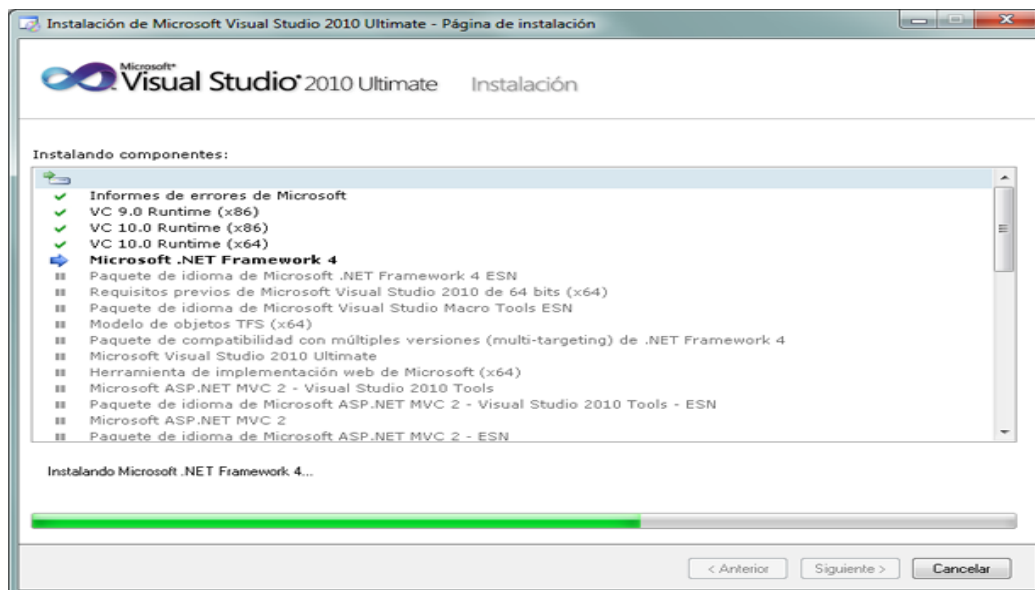 Instalación de Microsoft Visual Studio 2010 Ultimate - Página de instalación
Microsoft®
Visual Studio® 2010 Ultimate Instalación
Instalando componentes:
Informes de errores de Microsoft
VC 9.0 Runtime (x86)
VC 10.0 Runtime (x86)
VC 10.0 Runtime (x64)
Microsoft .NET Framework 4
Paquete de idioma de Microsoft .NET Framework 4 ESN
Requisitos previos de Microsoft Visual Studio 2010 de 64 bits (x64)
Paquete de idioma de Microsoft Visual Studio Macro Tools ESN
Modelo de objetos TFS (x64)
Paquete de compatibilidad con múltiples versiones (multi-targeting) de .NET Framework 4
Microsoft Visual Studio 2010 Ultimate
Herramienta de implementación web de Microsoft (x64)
Microsoft ASP.NET MVC 2 - Visual Studio 2010 Tools
Paquete de idioma de Microsoft ASP.NET MVC 2 - Visual Studio 2010 Tools - ESN
Microsoft ASP.NET MVC 2
Paquete de idioma de Microsoft ASP.NET MVC 2 - ESN
Instalando Microsoft .NET Framework 4...
< Anterior Siguiente > Cancelar